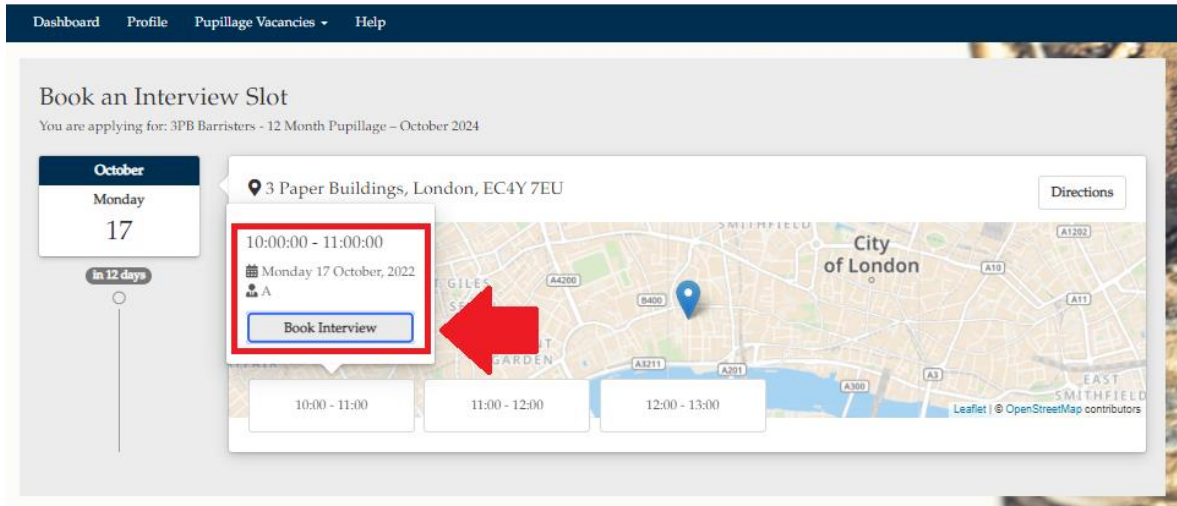 Dashboard Profile Pupillage Vacancies Help
Book an Interview Slot
You are applying for: 3PB Barristers - 12 Month Pupillage – October 2024
October
Monday
17
in 12 days
3 Paper Buildings, London, EC4Y 7EU
Directions
10:00:00 - 11:00:00
Monday 17 October, 2022
A
Book Interview
SMITHFIELD
City
of London
A1202
A10
A4200
GILES
B400
A11
GARDEN
A3211
A201
A3
A300
EAST
SMITHFIELD
10:00 - 11:00
11:00 - 12:00
12:00 - 13:00
Leaflet | © OpenStreetMap contributors